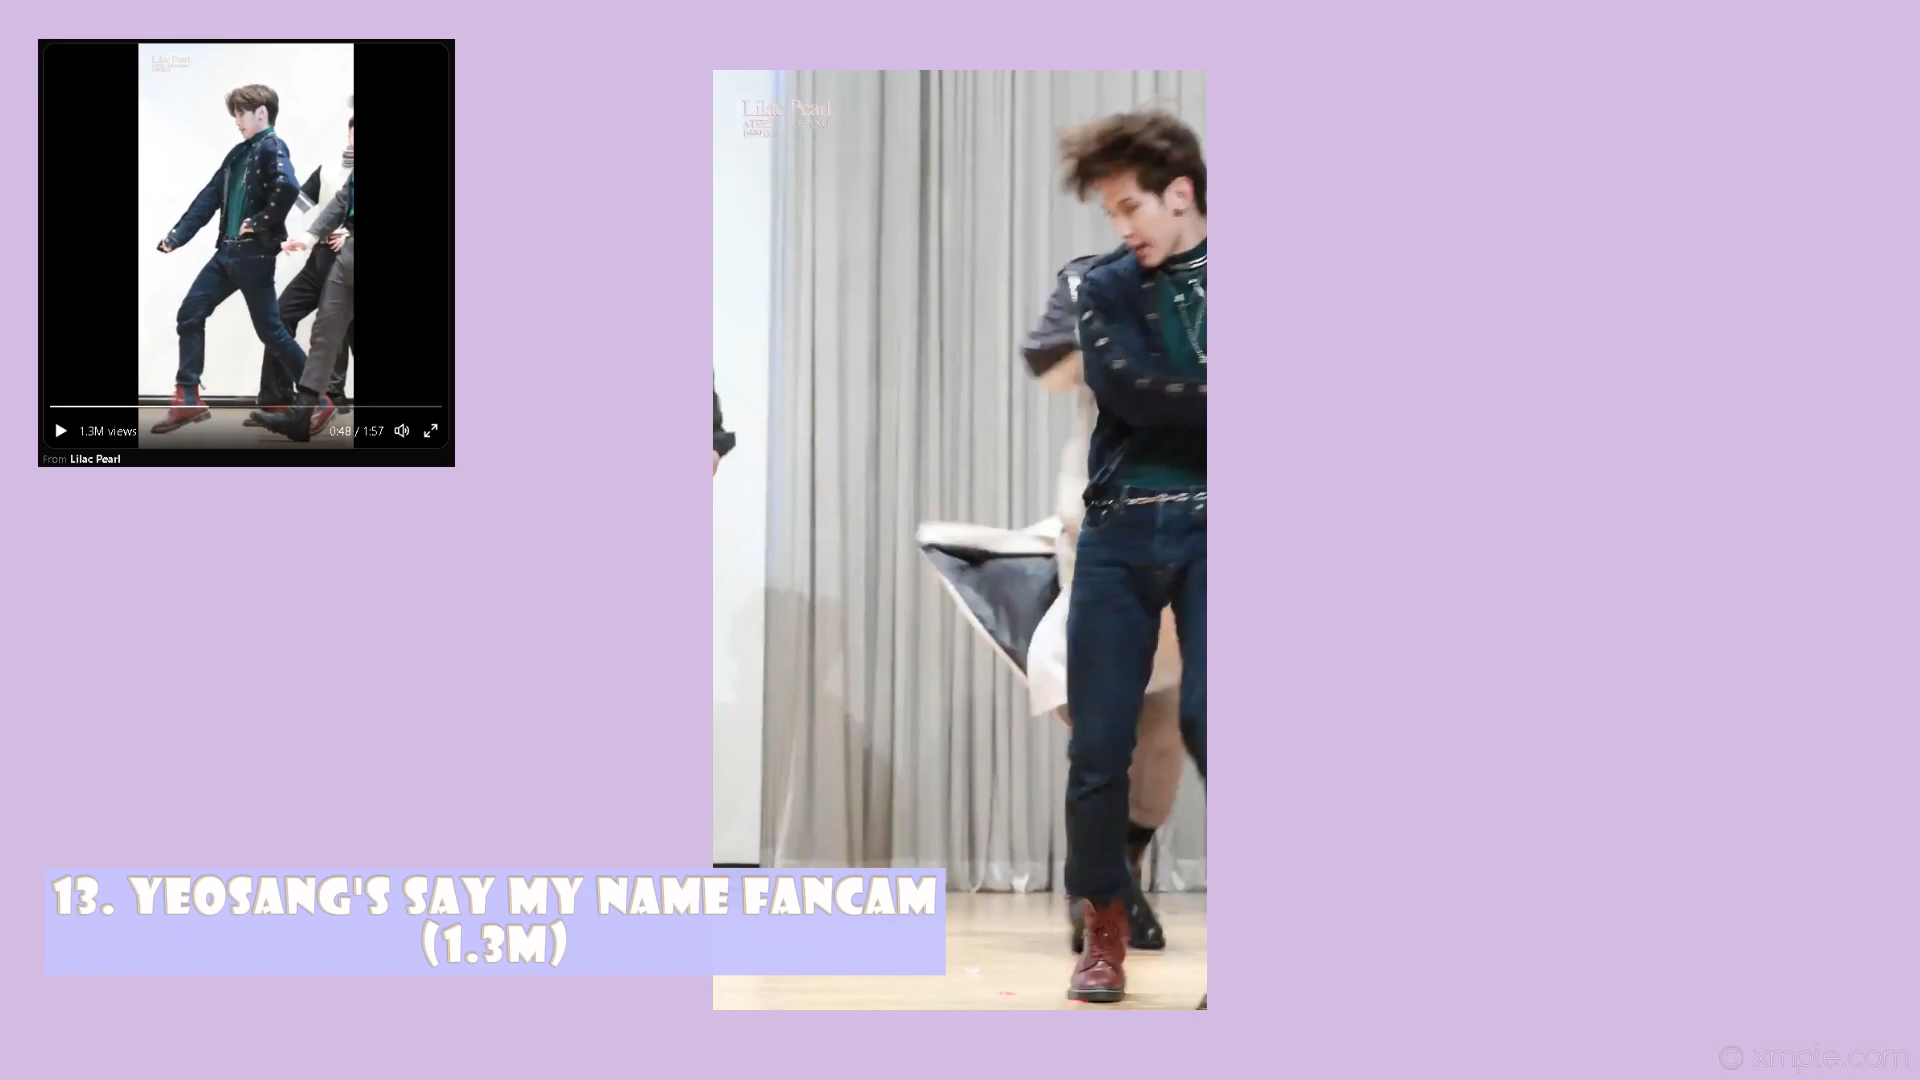 Lilac Pearl
1.3M views
0:48 / 1:57
From Lilac Pearl
Lilac Pearl
13. YEOSANG'S SAY MY NAME FANCAM
(1.3M)
© xmple.com